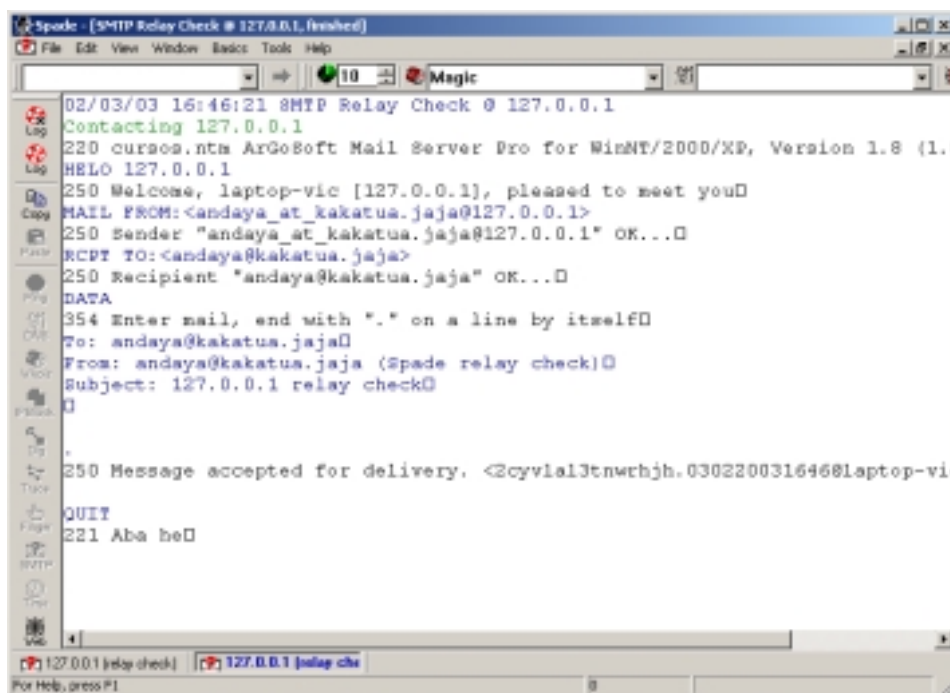 Spade - [SMTP Relay Check @ 127.0.0.1, finished]
File Edit View Window Basics Tools Help
10 Magic
02/03/03 16:46:21 SMTP Relay Check @ 127.0.0.1
Contacting 127.0.0.1
220 cursos.ntm ArGoSoft Mail Server Pro for WinNT/2000/XP, Version 1.8 (1.
HELO 127.0.0.1
250 Welcome, laptop-vic [127.0.0.1], pleased to meet you
MAIL FROM:<andaya_at_kakatua.jaja@127.0.0.1>
250 Sender "andaya_at_kakatua.jaja@127.0.0.1" OK...
RCPT TO:<andaya@kakatua.jaja>
250 Recipient "andaya@kakatua.jaja" OK...
DATA
354 Enter mail, end with "." on a line by itself
To: andaya@kakatua.jaja
From: andaya@kakatua.jaja (Spade relay check)
Subject: 127.0.0.1 relay check
.
250 Message accepted for delivery.
QUIT
221 Aba he
Log
Log
Copy
Paste
Ping
Whois
Dig
Trace
Finger
SMTP
Time
127.0.0.1 (relay check) 127.0.0.1 (relay che
For Help, press F1